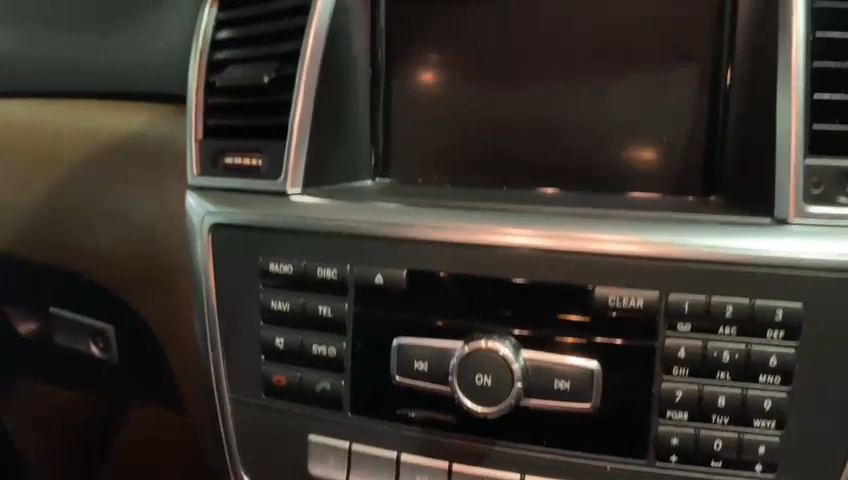 RADIO DISC
NAVI TEL
SYS
CLEAR
ON
1 2 3
ABC DEF
4 5 6
GHI JKL MNO
7 8 9
PQRS TUV WXYZ
* 0 #